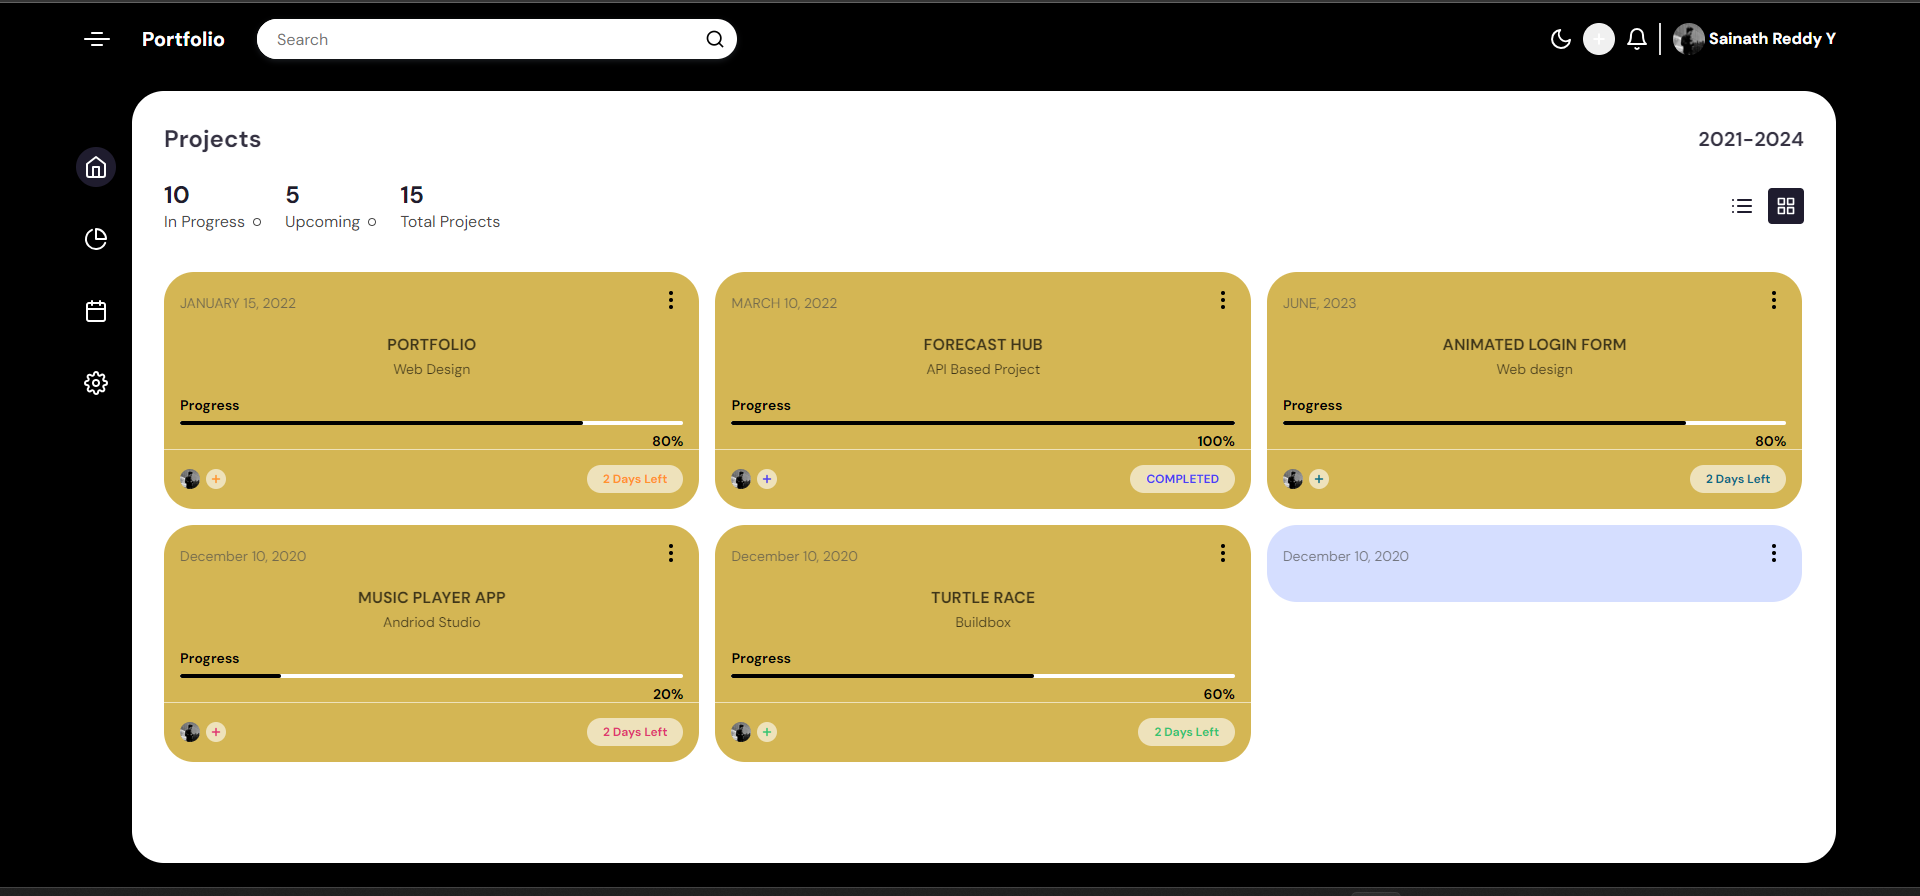 Portfolio
Search
Sainath Reddy Y
Projects
2021-2024
10
In Progress
5
Upcoming
15
Total Projects
JANUARY 15, 2022
PORTFOLIO
Web Design
Progress
80%
2 Days Left
MARCH 10, 2022
FORECAST HUB
API Based Project
Progress
100%
COMPLETED
JUNE, 2023
ANIMATED LOGIN FORM
Web design
Progress
80%
2 Days Left
December 10, 2020
MUSIC PLAYER APP
Andriod Studio
Progress
20%
2 Days Left
December 10, 2020
TURTLE RACE
Buildbox
Progress
60%
2 Days Left
December 10, 2020